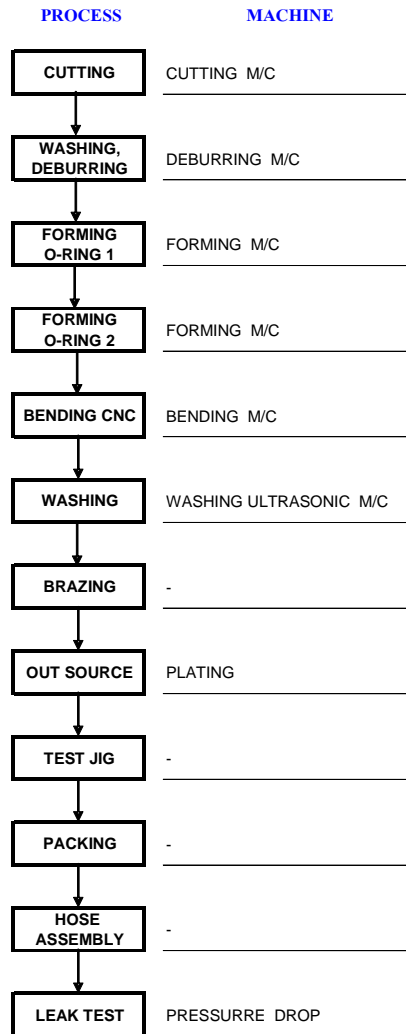 PROCESS MACHINE
CUTTING CUTTING M/C
WASHING,
DEBURRING DEBURRING M/C
FORMING
O-RING 1 FORMING M/C
FORMING
O-RING 2 FORMING M/C
BENDING CNC BENDING M/C
WASHING WASHING ULTRASONIC M/C
BRAZING -
OUT SOURCE PLATING
TEST JIG -
PACKING -
HOSE
ASSEMBLY -
LEAK TEST PRESSURRE DROP